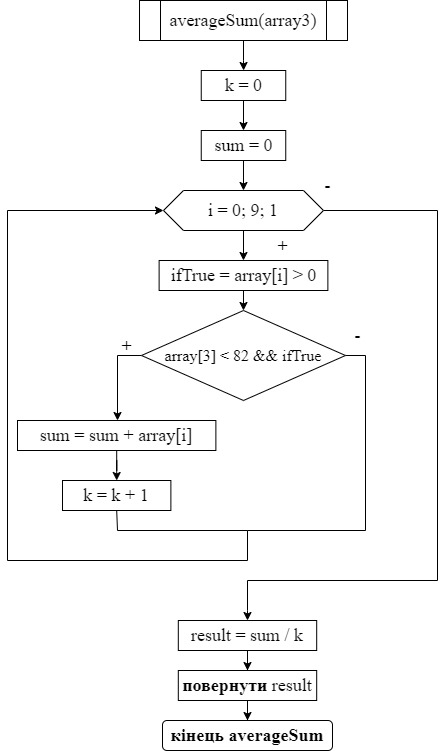 averageSum(array3)
k = 0
sum = 0
-
i = 0; 9; 1
+
ifTrue = array[i] > 0
+
-
array[3] < 82 && ifTrue
sum = sum + array[i]
k = k + 1
result = sum / k
повернути result
кінець averageSum